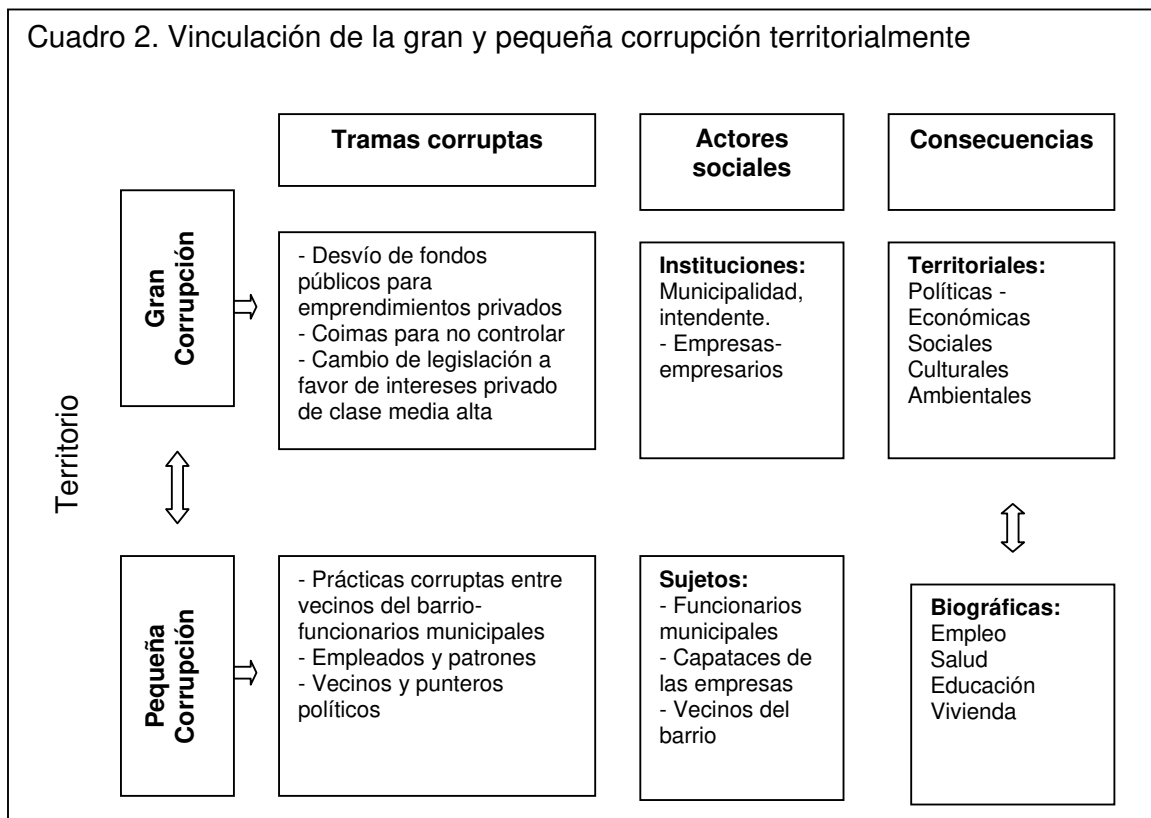 Cuadro 2. Vinculación de la gran y pequeña corrupción territorialmente
Tramas corruptas
Actores
sociales
Consecuencias
Territorio
Gran
Corrupción
- Desvío de fondos
públicos para
emprendimientos privados
- Coimas para no controlar
- Cambio de legislación a
favor de intereses privado
de clase media alta
Instituciones:
Municipalidad,
intendente.
- Empresas-
empresarios
Territoriales:
Políticas -
Económicas
Sociales
Culturales
Ambientales
Pequeña
Corrupción
- Prácticas corruptas entre
vecinos del barrio-
funcionarios municipales
- Empleados y patrones
- Vecinos y punteros
políticos
Sujetos:
- Funcionarios
municipales
- Capataces de
las empresas
- Vecinos del
barrio
Biográficas:
Empleo
Salud
Educación
Vivienda